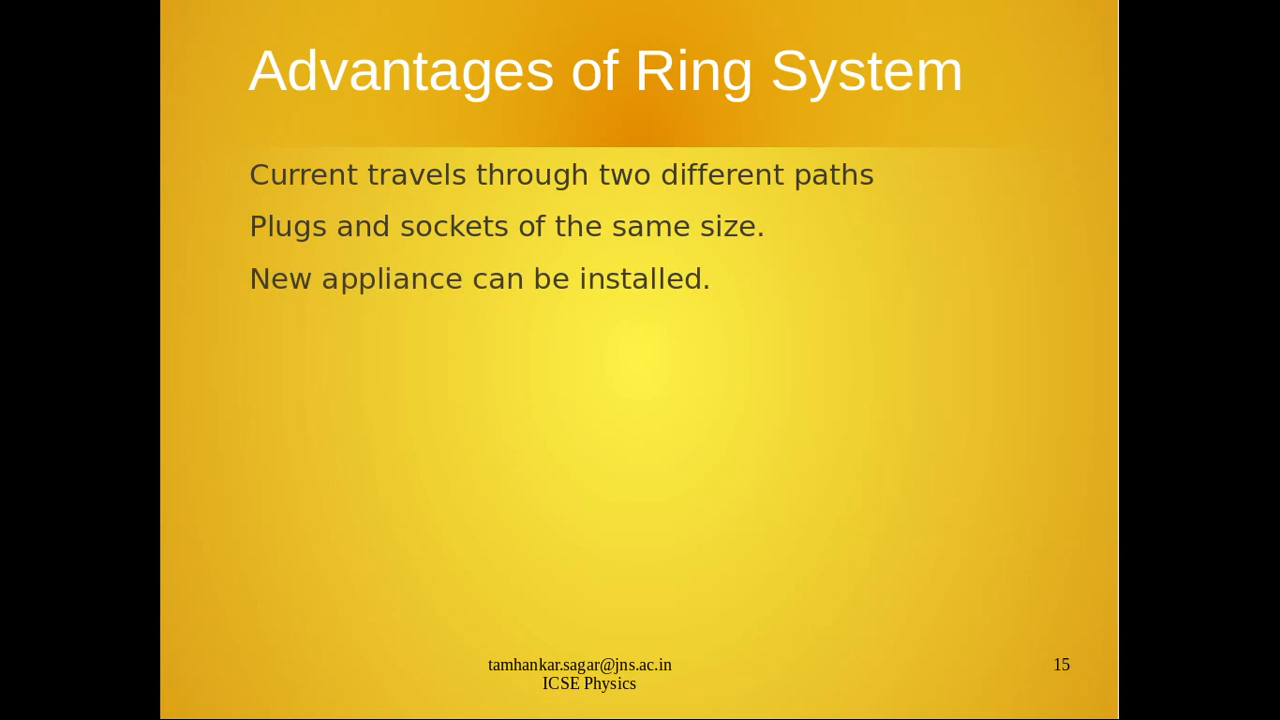 Advantages of Ring System
Current travels through two different paths
Plugs and sockets of the same size.
New appliance can be installed.
tamhankar.sagar@jns.ac.in
ICSE Physics
15